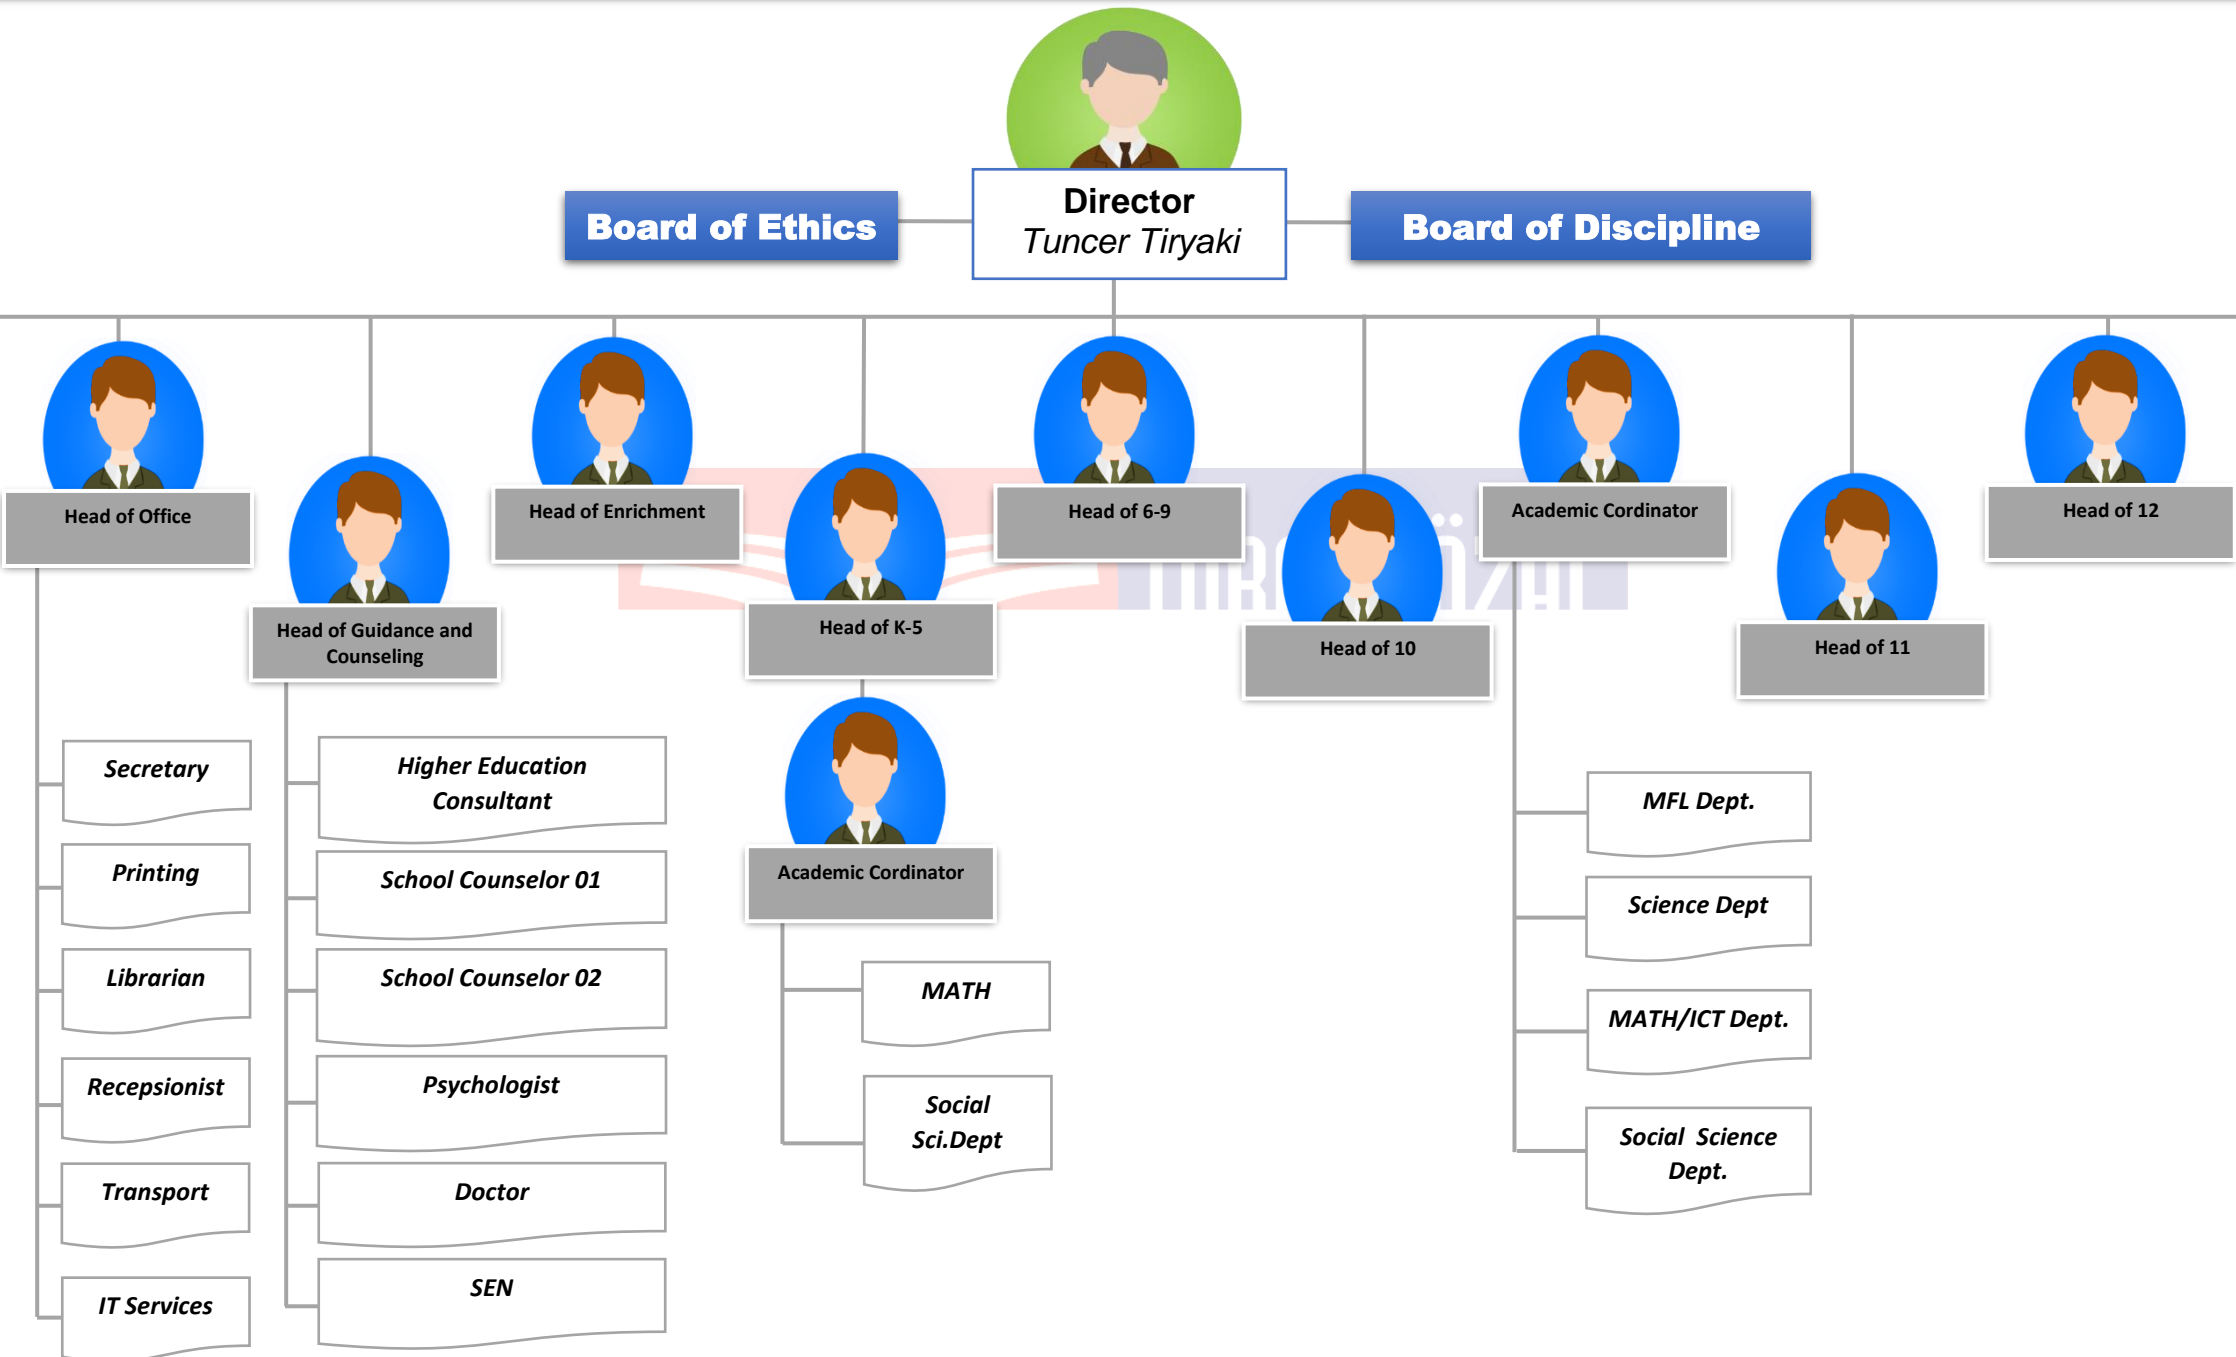 Director
Tuncer Tiryaki
Board of Ethics
Board of Discipline
Head of Office
Head of Enrichment
Head of 6-9
Academic Cordinator
Head of 12
Head of Guidance and
Counseling
Head of K-5
Head of 10
Head of 11
Secretary
Printing
Librarian
Recepsionist
Transport
IT Services
Higher Education
Consultant
School Counselor 01
School Counselor 02
Psychologist
Doctor
SEN
Academic Cordinator
MATH
Social
Sci.Dept
MFL Dept.
Science Dept
MATH/ICT Dept.
Social Science
Dept.